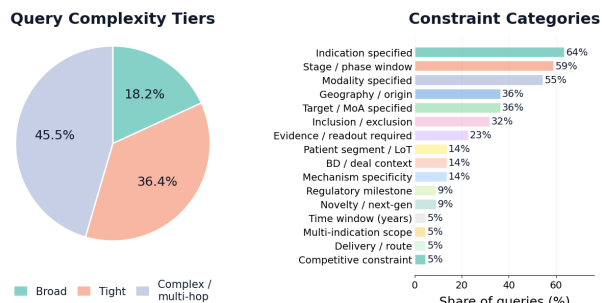 Query Complexity Tiers
18.2%
45.5%
36.4%
Broad
Tight
Complex /
multi-hop
Constraint Categories
Indication specified 64%
Stage / phase window 59%
Modality specified 55%
Geography / origin 36%
Target / MoA specified 36%
Inclusion / exclusion 32%
Evidence / readout required 23%
Patient segment / LoT 14%
BD / deal context 14%
Mechanism specificity 14%
Regulatory milestone 9%
Novelty / next-gen 9%
Time window (years) 5%
Multi-indication scope 5%
Delivery / route 5%
Competitive constraint 5%
0 20 40 60
Share of queries (%)